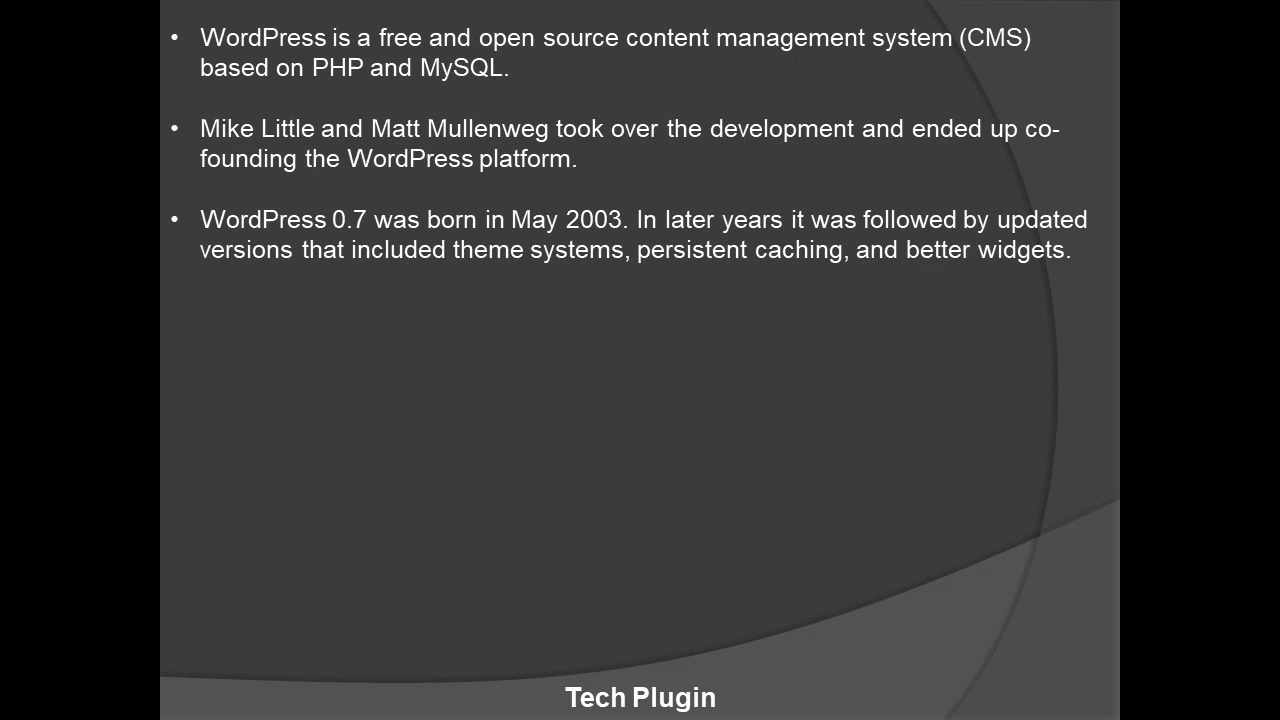 • WordPress is a free and open source content management system (CMS)
based on PHP and MySQL.
• Mike Little and Matt Mullenweg took over the development and ended up co-
founding the WordPress platform.
• WordPress 0.7 was born in May 2003. In later years it was followed by updated
versions that included theme systems, persistent caching, and better widgets.
Tech Plugin